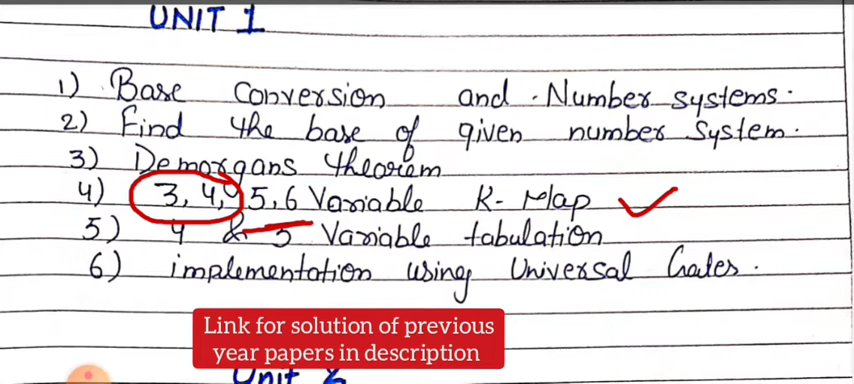 UNIT 1
1) Base Conversion and Number systems.
2) Find the base of given number System.
3) Demorgans theorem
4) 3, 4, 5, 6 Variable K-Map ✓
5) 4 & 5 Variable tabulation
6) implementation using Universal Gates.
Link for solution of previous
year papers in description
Unit 2